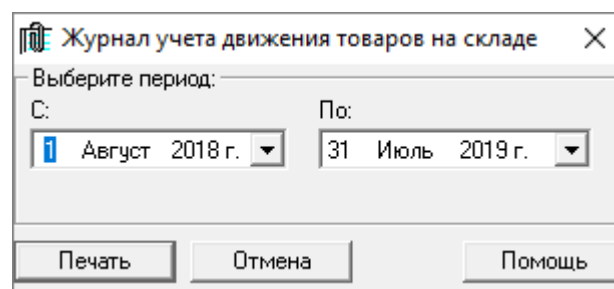 Журнал учета движения товаров на складе
Выберите период:
С: По:
1 Август 2018 г. 31 Июль 2019 г.
Печать Отмена Помощь